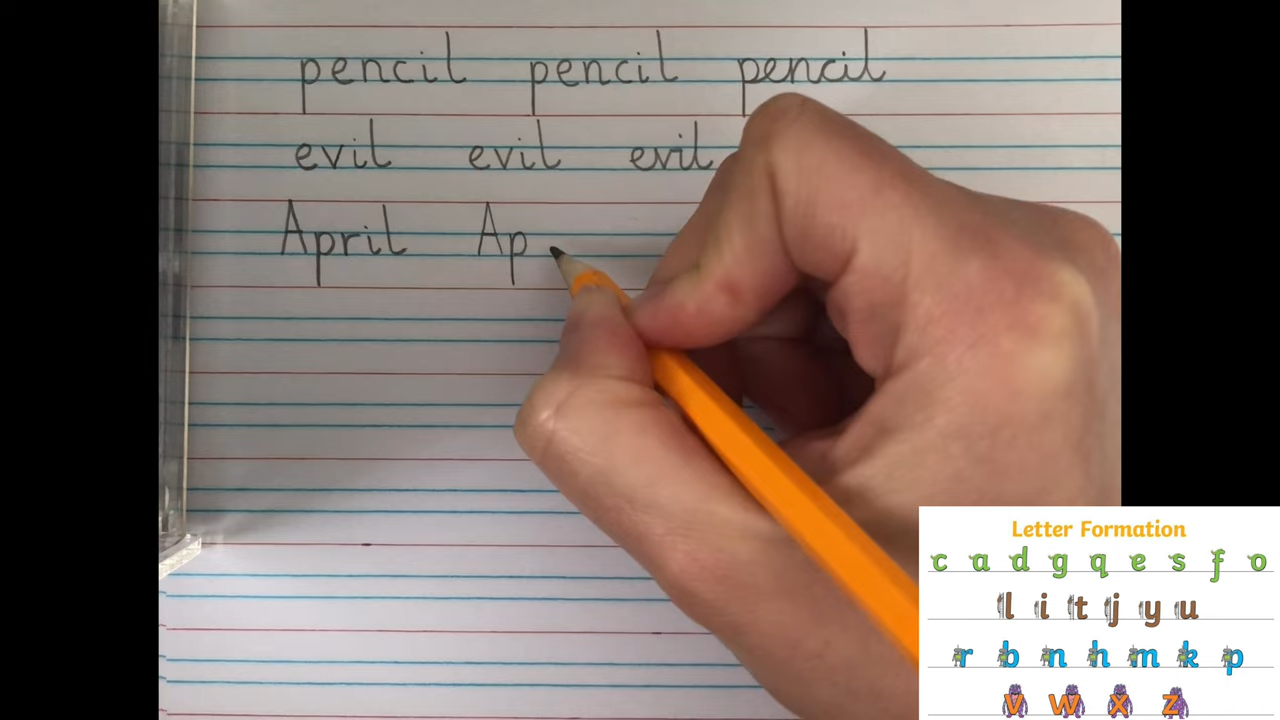 pencil pencil pencil
evil evil evil
April Ap
Letter Formation
c a d g q e s f o
l i t j y u
r b n h m k p
v w x z